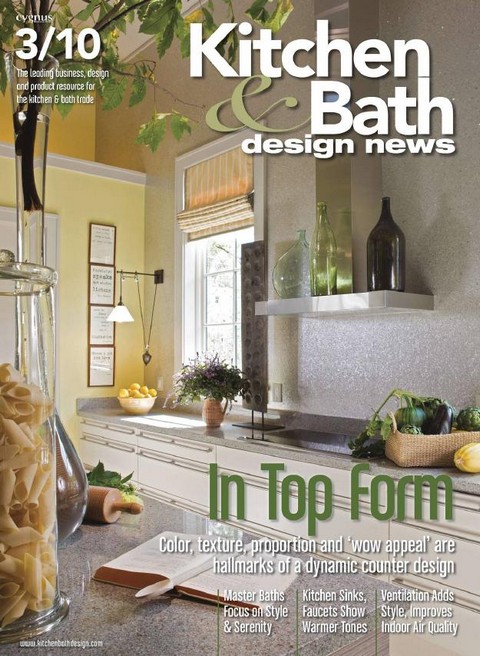 cygnus
3/10
The leading business, design
and product resource for
the kitchen & bath trade
Kitchen
& Bath
design news
In Top Form
Color, texture, proportion and ‘wow appeal’ are
hallmarks of a dynamic counter design
Master Baths
Focus on Style
& Serenity
Kitchen Sinks,
Faucets Show
Warmer Tones
Ventilation Adds
Style, Improves
Indoor Air Quality
www.kitchenbathdesign.com